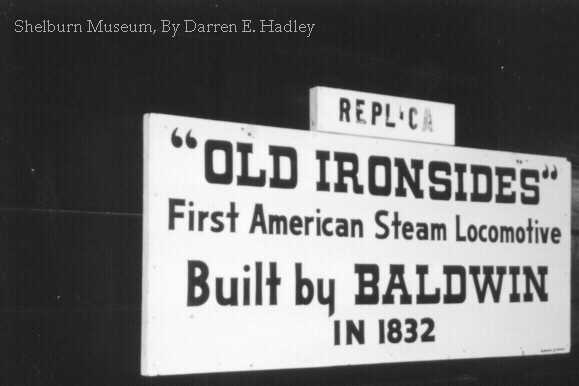 Shelburn Museum, By Darren E. Hadley
REPLICA
"OLD IRONSIDES"
First American Steam Locomotive
Built by BALDWIN
IN 1832